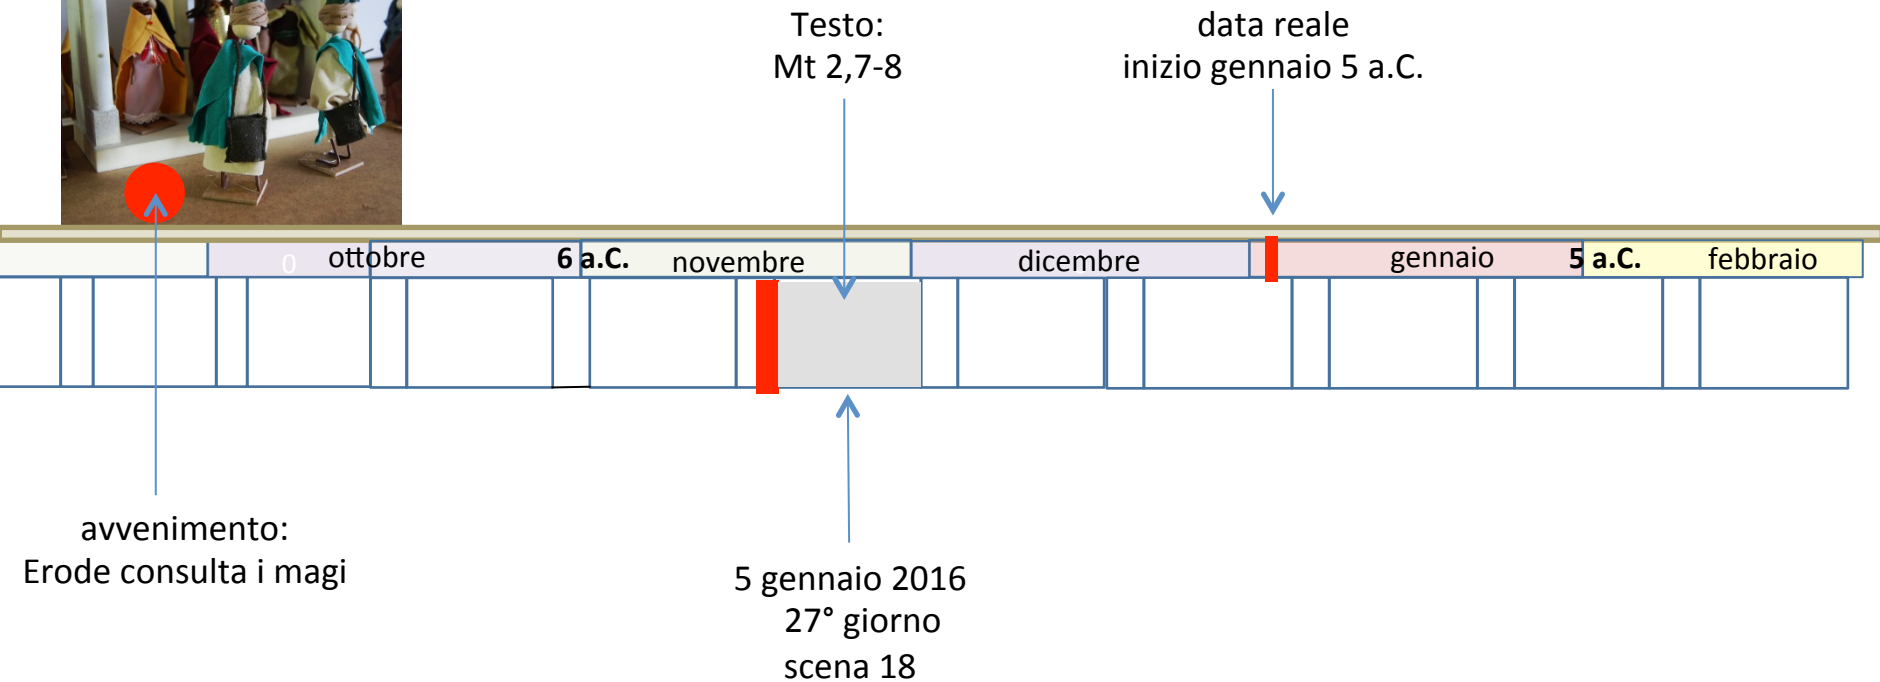 Testo:
Mt 2,7-8
data reale
inizio gennaio 5 a.C.
0 ottobre 6 a.C. novembre dicembre gennaio 5 a.C. febbraio
avvenimento:
Erode consulta i magi
5 gennaio 2016
27° giorno
scena 18